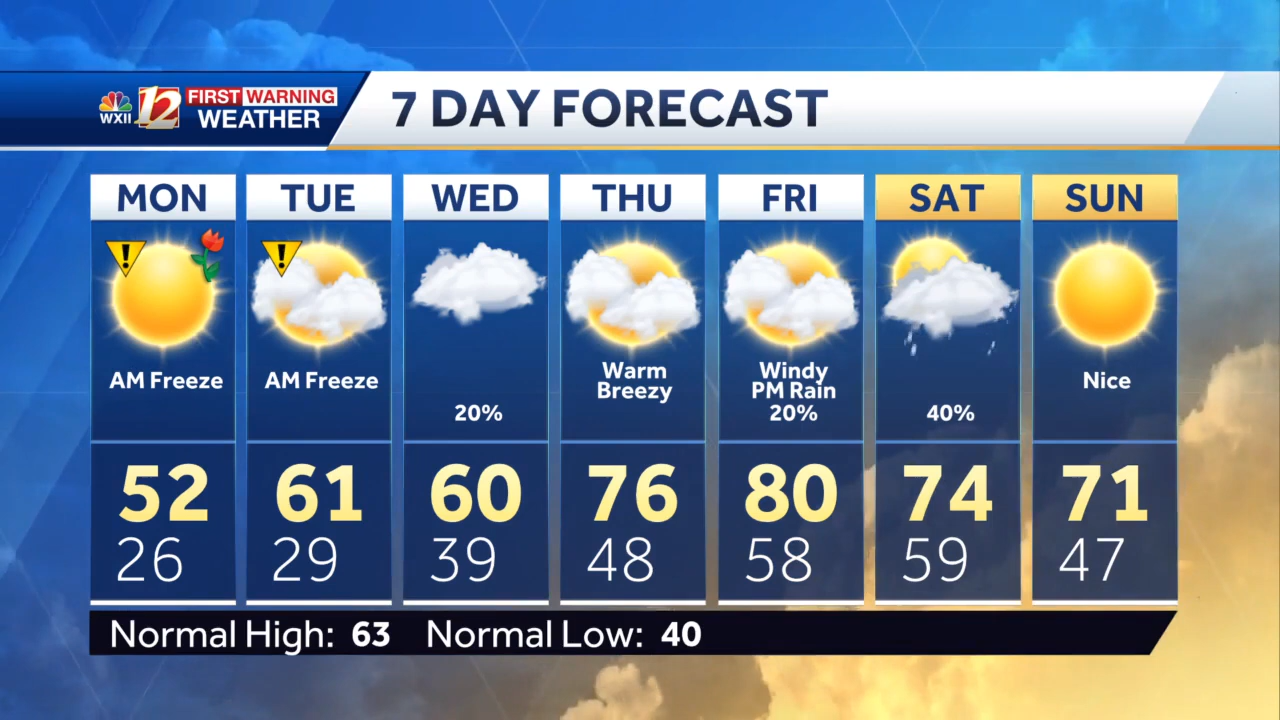 WXII 12 FIRST WARNING
WEATHER
7 DAY FORECAST
MON
TUE
WED
THU
FRI
SAT
SUN
!
!
AM Freeze
AM Freeze
20%
Warm
Breezy
Windy
PM Rain
20%
40%
Nice
52
61
60
76
80
74
71
26
29
39
48
58
59
47
Normal High: 63 Normal Low: 40